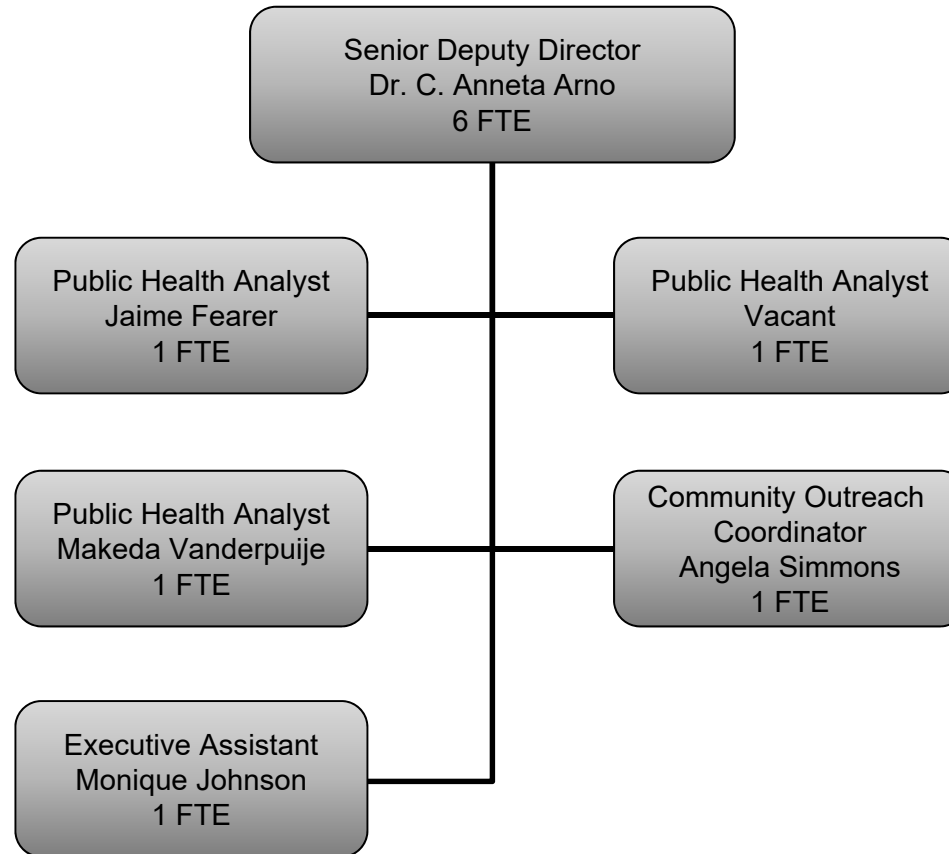 Senior Deputy Director
Dr. C. Anneta Arno
6 FTE
Public Health Analyst
Jaime Fearer
1 FTE
Public Health Analyst
Vacant
1 FTE
Public Health Analyst
Makeda Vanderpuije
1 FTE
Community Outreach
Coordinator
Angela Simmons
1 FTE
Executive Assistant
Monique Johnson
1 FTE